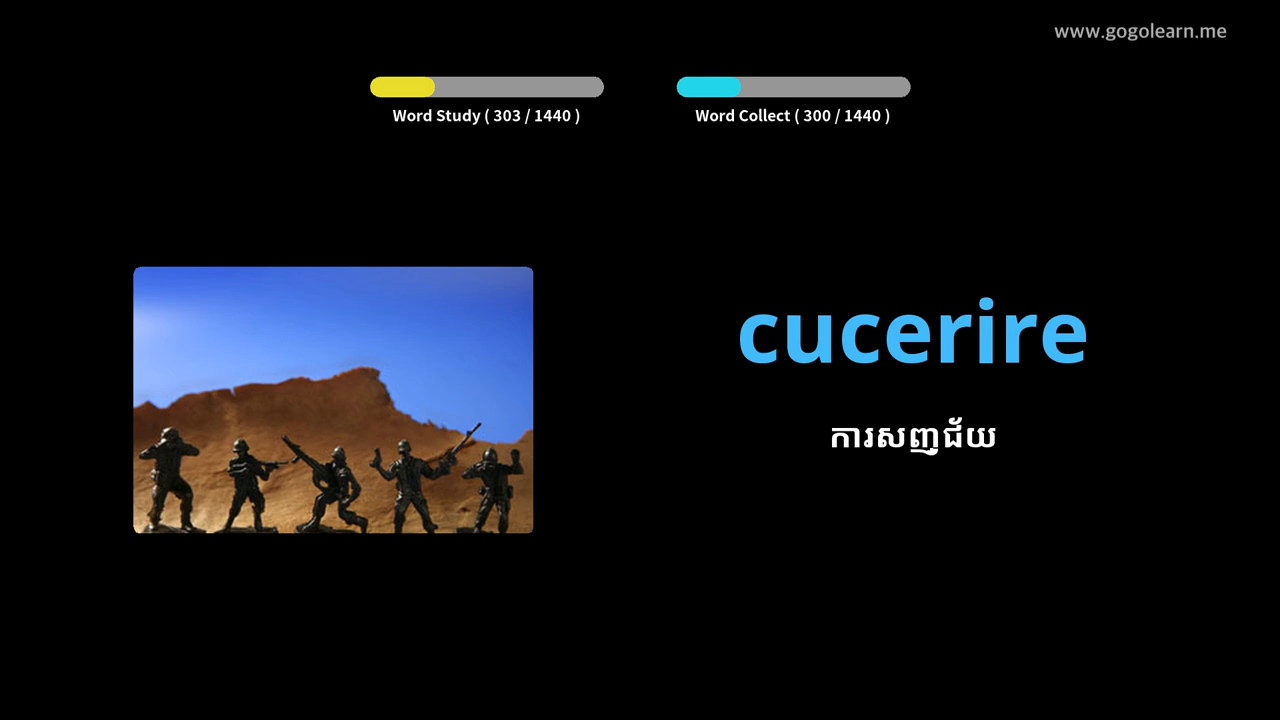 www.gogolearn.me
Word Study ( 303 / 1440 )
Word Collect ( 300 / 1440 )
cucerire
ការសញ្ជ័យ